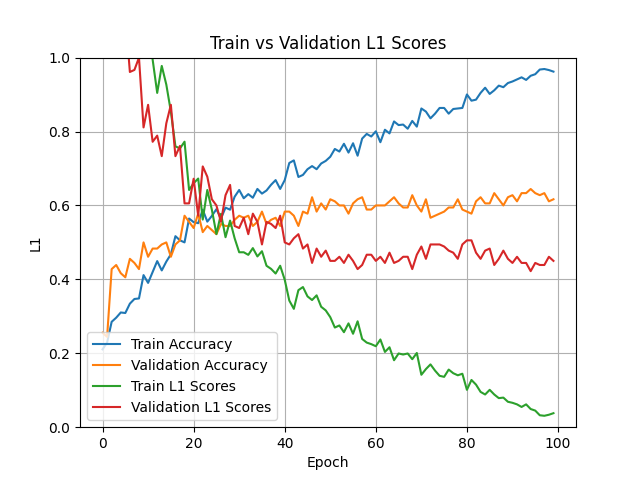 Train vs Validation L1 Scores
1.0
0.8
0.6
0.4
0.2
0.0
L1
Train Accuracy
Validation Accuracy
Train L1 Scores
Validation L1 Scores
0
20
40
60
80
100
Epoch